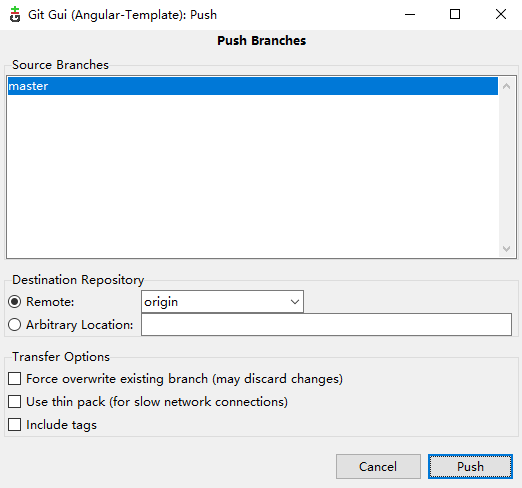 Git Gui (Angular-Template): Push
Push Branches
Source Branches
master
Destination Repository
Remote: origin
Arbitrary Location:
Transfer Options
Force overwrite existing branch (may discard changes)
Use thin pack (for slow network connections)
Include tags
Cancel Push